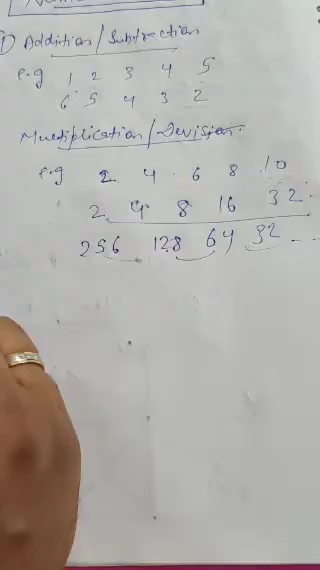 1) Addition/Subtraction
e.g 1 2 3 4 5
6 5 4 3 2
Multiplication/Devision
e.g 2 4 6 8 10
2 4 8 16 32
256 128 64 32 ...